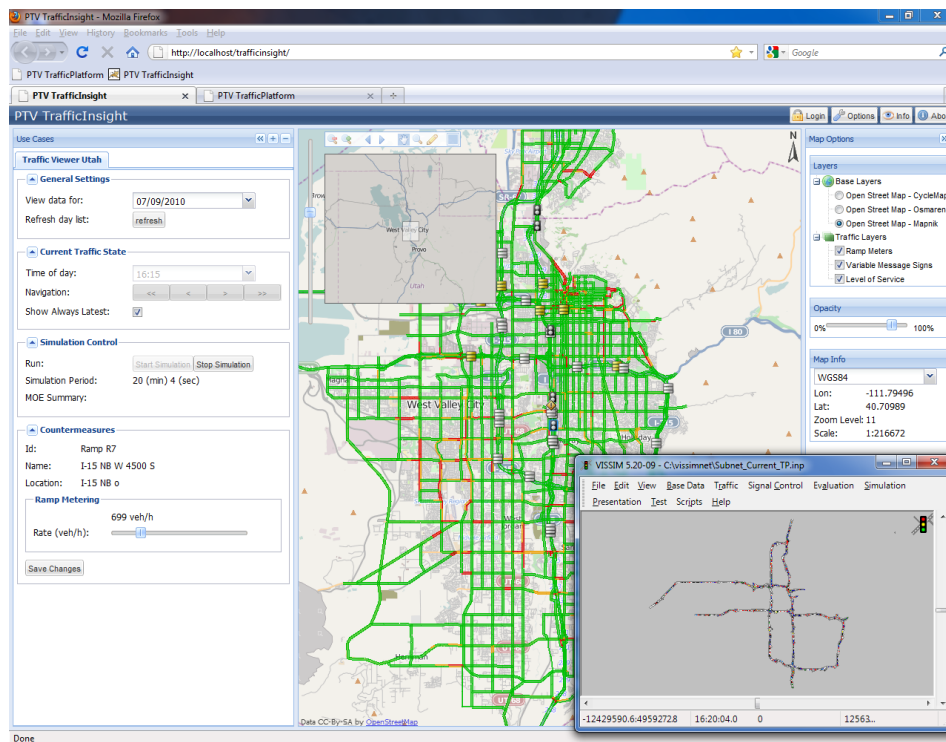 PTV TrafficInsight - Mozilla Firefox
File Edit View History Bookmarks Tools Help
http://localhost/trafficinsight/
Google
PTV TrafficPlatform PTV TrafficInsight
PTV TrafficInsight x PTV TrafficPlatform
PTV TrafficInsight
Login Options Info Abou
Use Cases
Traffic Viewer Utah
General Settings
View data for: 07/09/2010
Refresh day list: refresh
Current Traffic State
Time of day: 16:15
Navigation: << < > >>
Show Always Latest:
Simulation Control
Run: Start Simulation Stop Simulation
Simulation Period: 20 (min) 4 (sec)
MOE Summary:
Countermeasures
Id: Ramp R7
Name: I-15 NB W 4500 S
Location: I-15 NB o
Ramp Metering
699 veh/h
Rate (veh/h):
Save Changes
N
West Valley City
Provo
Utah
I 80
Magna
West Valley City
Herriman
Data CC-By-SA by OpenStreetMap
Map Options
Layers
Base Layers
Open Street Map - CycleMap
Open Street Map - Osmaren
Open Street Map - Mapnik
Traffic Layers
Ramp Meters
Variable Message Signs
Level of Service
Opacity
0% 100%
Map Info
WGS84
Lon: -111.79496
Lat: 40.70989
Zoom Level: 11
Scale: 1:216672
VISSIM 5.20-09 - C:\vissimnet\Subnet_Current_TP.inp
File Edit View Base Data Traffic Signal Control Evaluation Simulation
Presentation Test Scripts Help
-12429590.6:4959272.8 16:20:04.0 0 12563...
Done